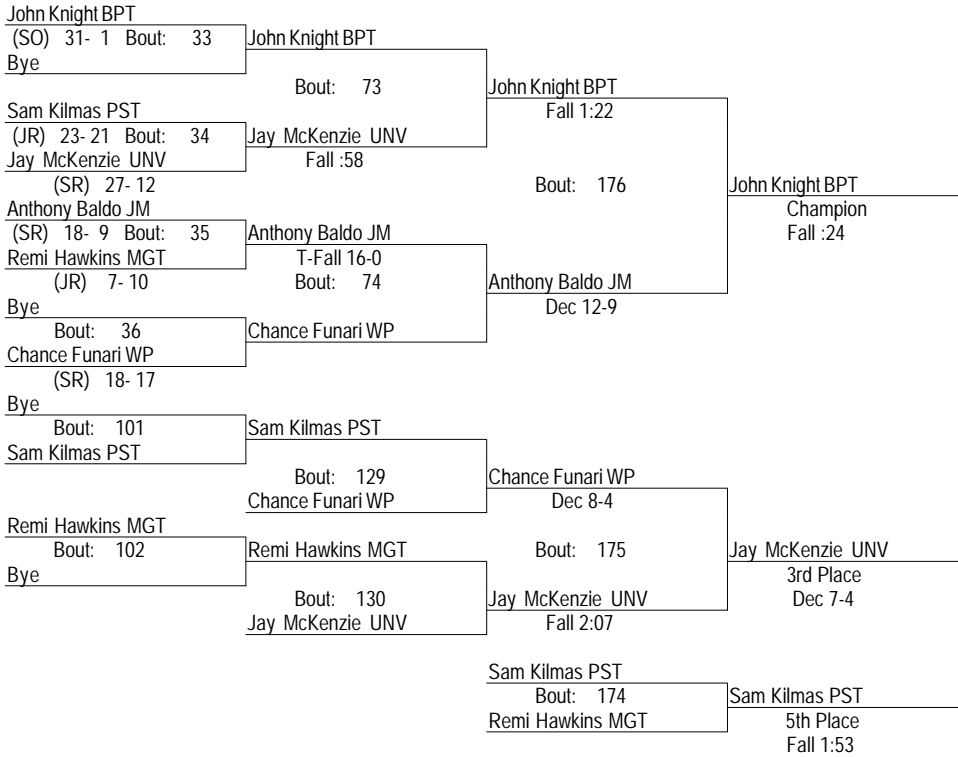 John Knight BPT
(SO) 31- 1 Bout: 33
Bye
John Knight BPT
Bout: 73
Sam Kilmas PST
(JR) 23- 21 Bout: 34
Jay McKenzie UNV
(SR) 27- 12
Jay McKenzie UNV
Fall :58
John Knight BPT
Fall 1:22
Bout: 176
Anthony Baldo JM
(SR) 18- 9 Bout: 35
Remi Hawkins MGT
(JR) 7- 10
Anthony Baldo JM
T-Fall 16-0
Bout: 74
Bye
Bout: 36
Chance Funari WP
(SR) 18- 17
Chance Funari WP
Anthony Baldo JM
Dec 12-9
John Knight BPT
Champion
Fall :24
Bye
Bout: 101
Sam Kilmas PST
Sam Kilmas PST
Bout: 129
Chance Funari WP
Chance Funari WP
Dec 8-4
Bout: 175
Remi Hawkins MGT
Bout: 102
Bye
Remi Hawkins MGT
Bout: 130
Jay McKenzie UNV
Jay McKenzie UNV
Fall 2:07
Jay McKenzie UNV
3rd Place
Dec 7-4
Sam Kilmas PST
Bout: 174
Remi Hawkins MGT
Sam Kilmas PST
5th Place
Fall 1:53